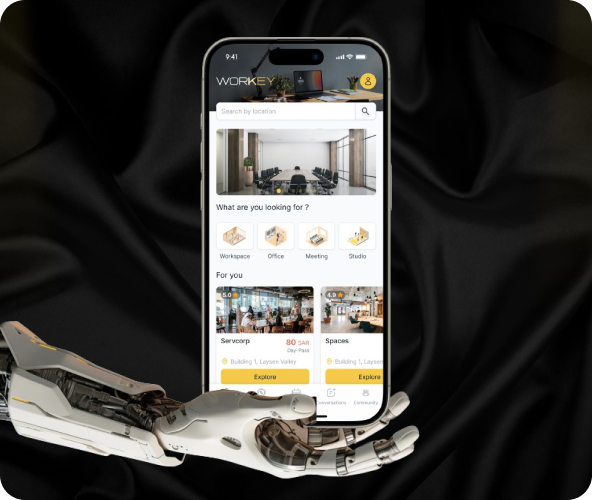 9:41
WORKEY
Search by location
What are you looking for ?
Workspace Office Meeting Studio
For you
5.0 4.9
Servcorp 80 SAR Spaces
Day-Pass
Building 1, Laysen Valley Building 1, Laysen
Explore Explore
Conversations Community